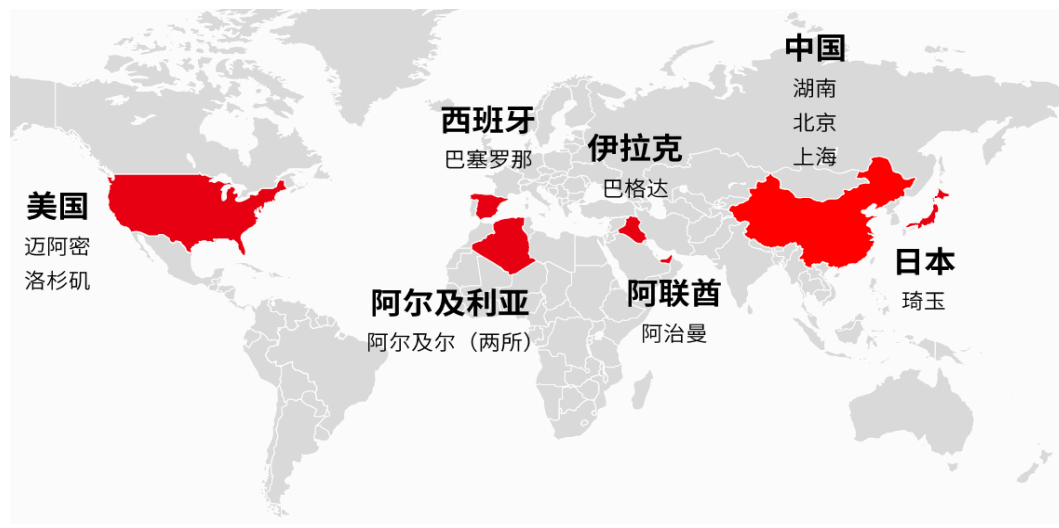 中国
湖南
北京
上海
西班牙
巴塞罗那
伊拉克
巴格达
美国
迈阿密
洛杉矶
日本
琦玉
阿尔及利亚
阿尔及尔（两所）
阿联酋
阿治曼